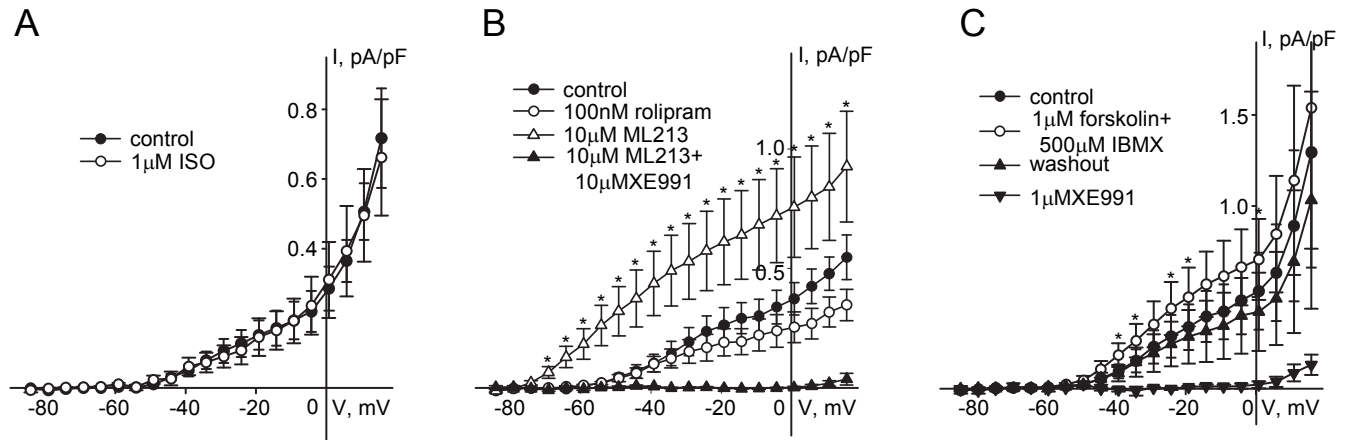 A
I, pA/pF
0.8
0.6
0.4
control
1μM ISO
-80 -60 -40 -20 0 V, mV
B
I, pA/pF
control
100nM rolipram
10μM ML213
10μM ML213+
10μMXE991
1.0
0.5
* * * * * * * * * * * * * * * * * *
-80 -60 -40 -20 0 V, mV
C
I, pA/pF
control
1μM forskolin+
500μM IBMX
washout
1μMXE991
1.5
1.0
* * * * *
-80 -60 -40 -20 0 V, mV